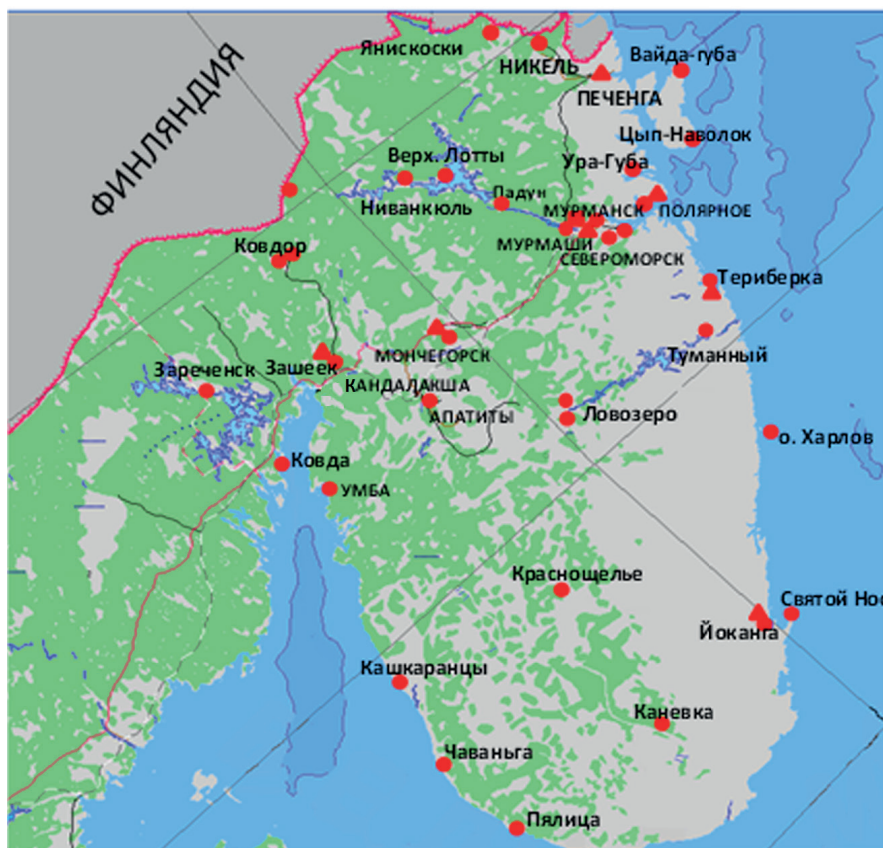 Янискоски
НИКЕЛЬ
Вайда-губа
ФИНЛЯНДИЯ
ПЕЧЕНГА
Цып-Наволок
Верх. Лотты
Ура-Губа
Падун
Ниванкюль
МУРМАНСК
ПОЛЯРНОЕ
МУРМАШИ
СЕВЕРОМОРСК
Ковдор
Териберка
МОНЧЕГОРСК
Туманный
Зареченск
Зашеек
КАНДАЛАКША
АПАТИТЫ
Ловозеро
о. Харлов
Ковда
УМБА
Краснощелье
Святой Нос
Йоканга
Кашкаранцы
Каневка
Чаваньга
Пялица